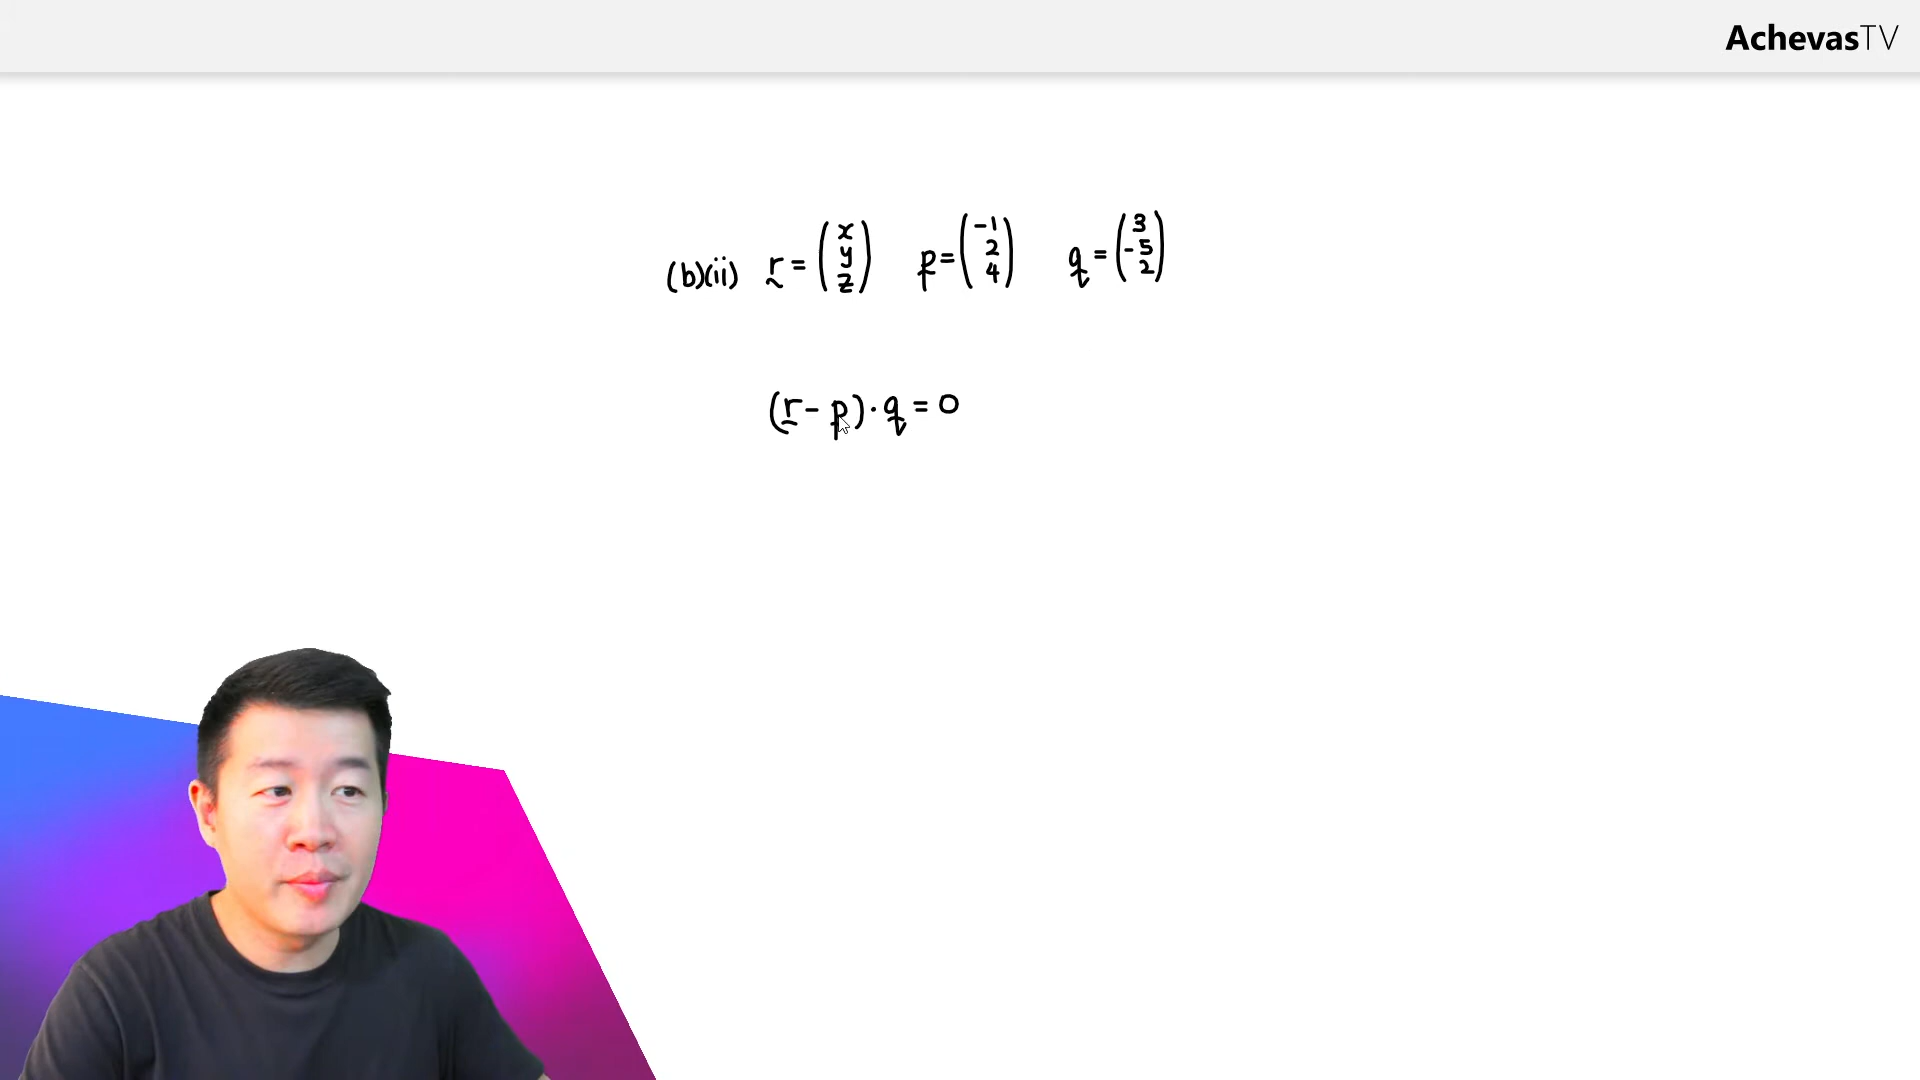 AchevasTV
(b)(ii) r = (x y z) p = (-1 2 4) q = (3 -5 2)
(r - p) · q = 0